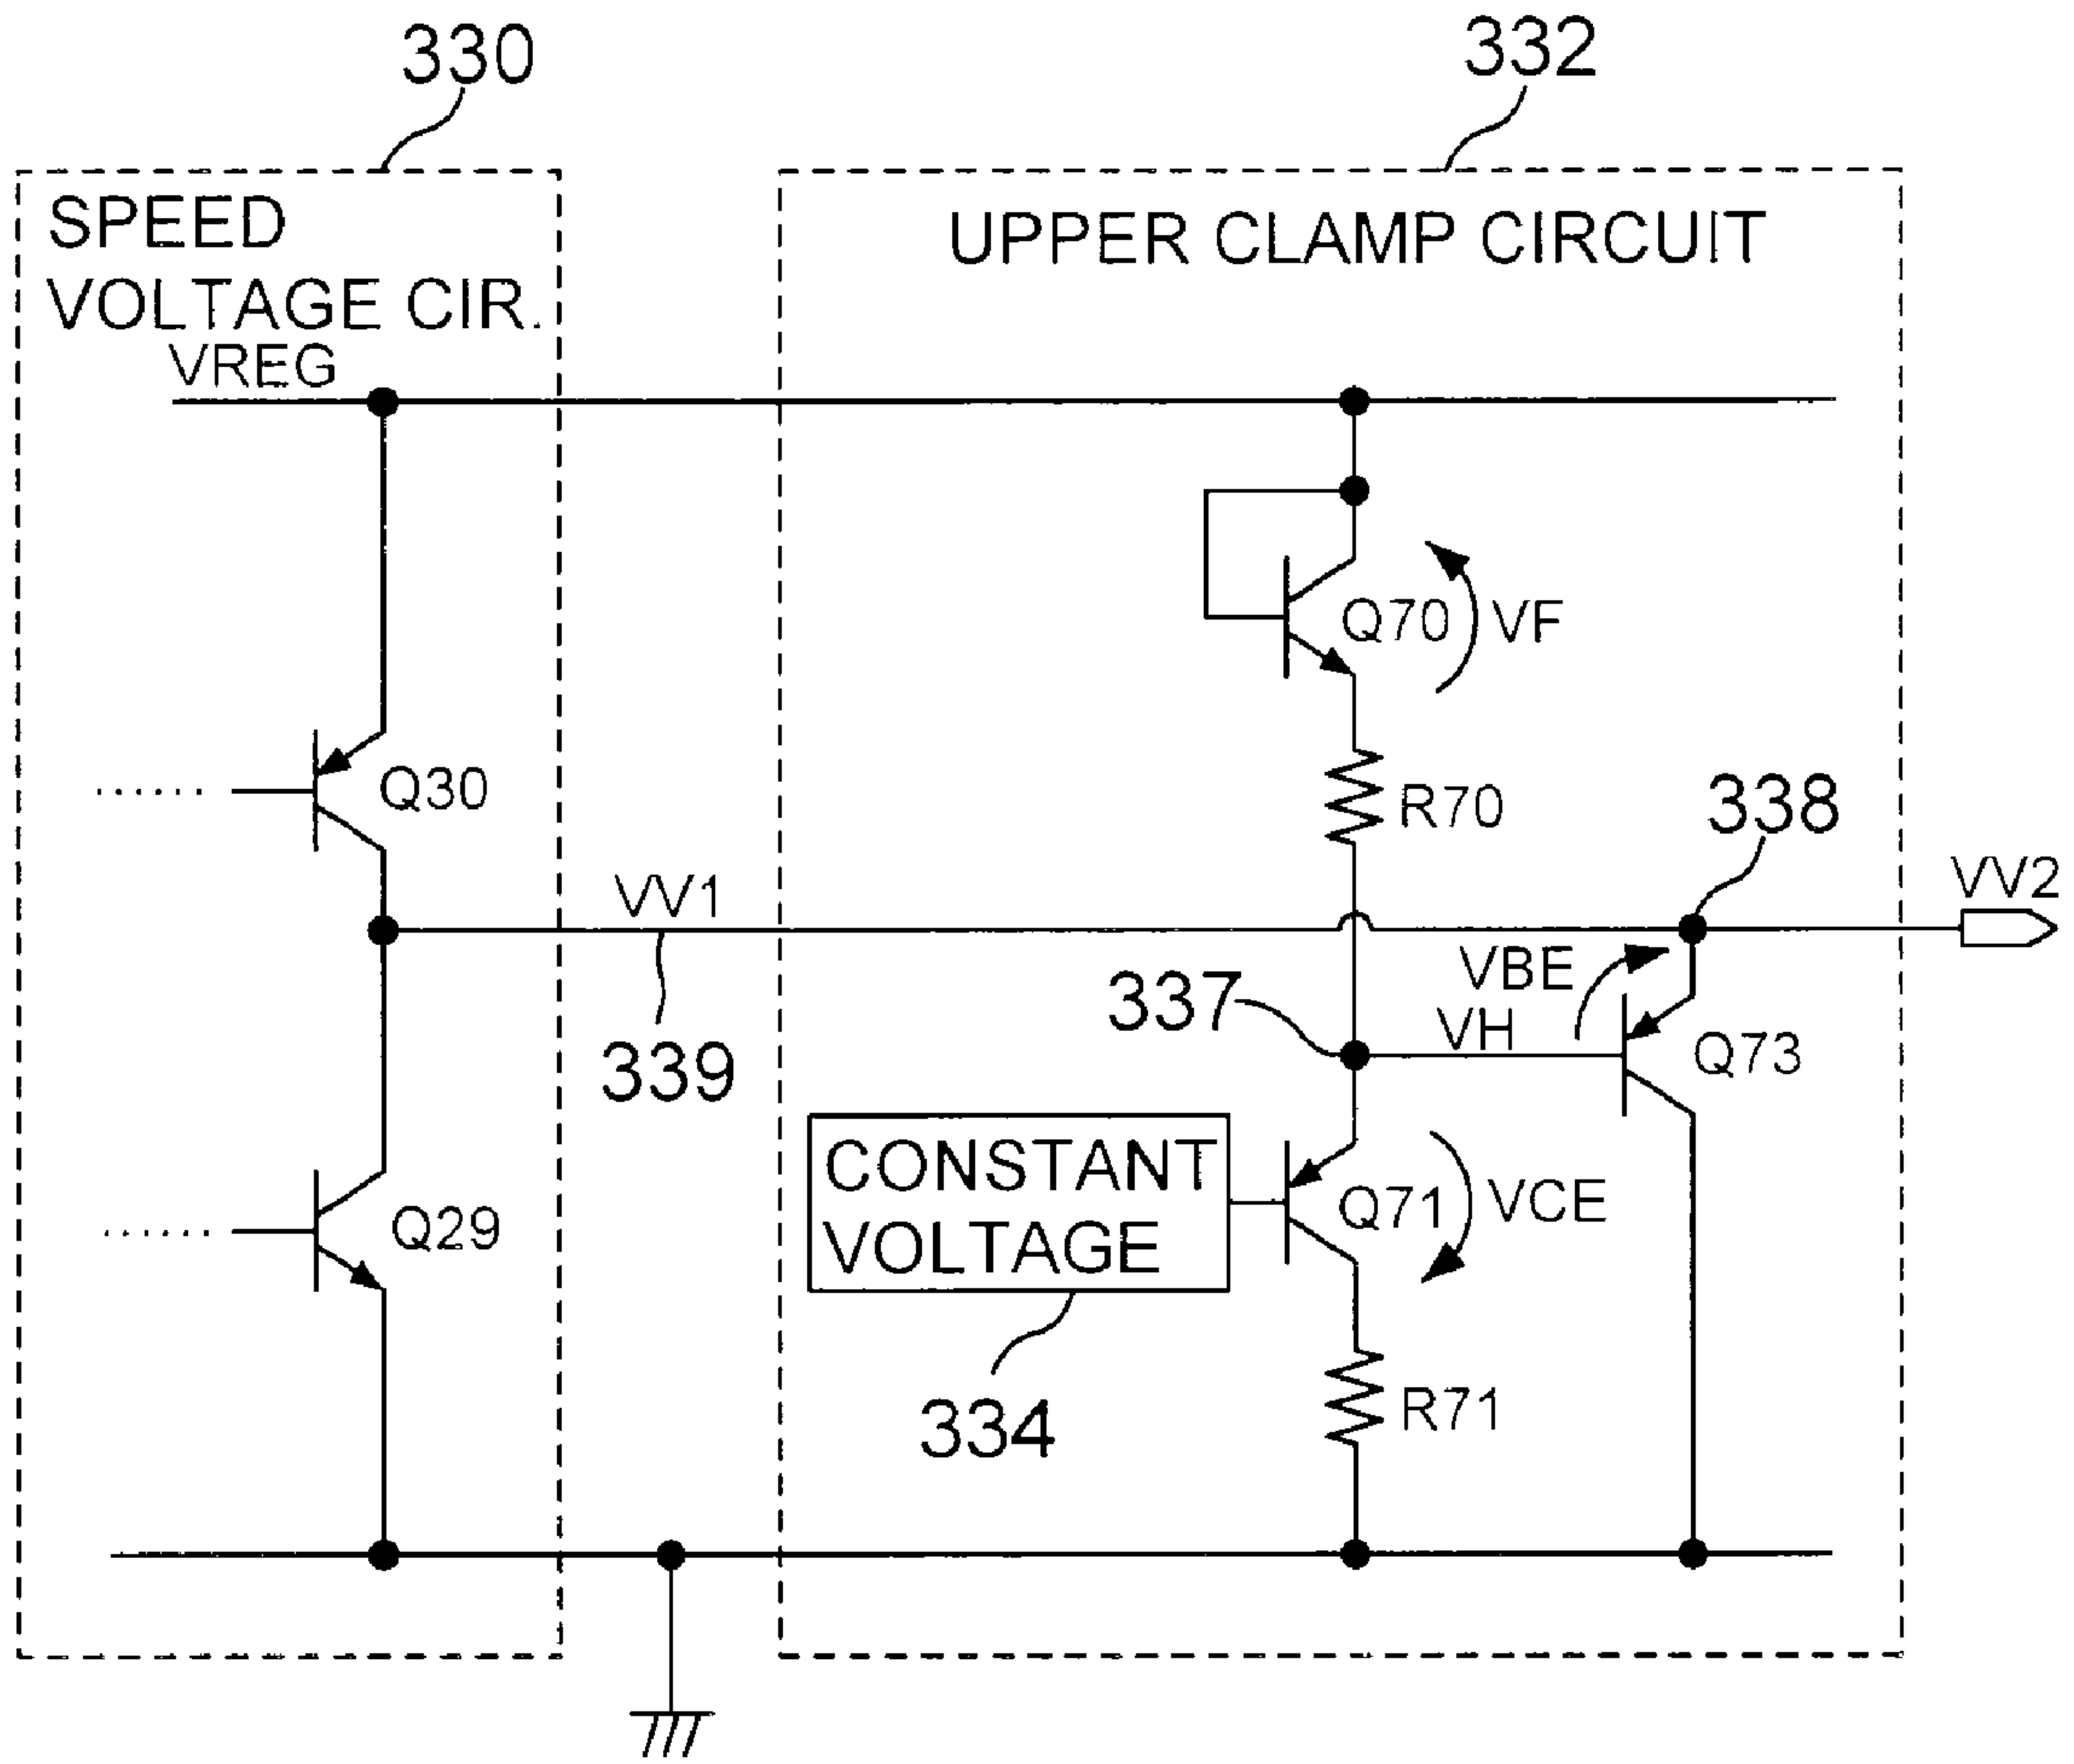 330
332
SPEED
VOLTAGE CIR.
UPPER CLAMP CIRCUIT
VREG
Q70
VF
Q30
R70
338
VV1
VV2
VBE
337
VH
Q73
339
CONSTANT
VOLTAGE
Q71
VCE
Q29
334
R71